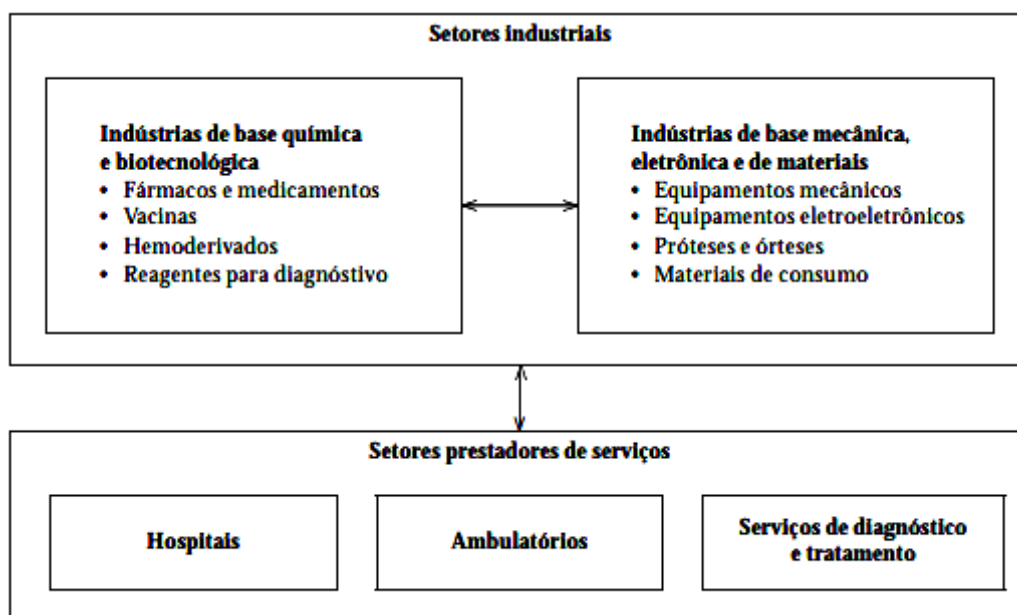 Setores industriais
Indústrias de base química
e biotecnológica
• Fármacos e medicamentos
• Vacinas
• Hemoderivados
• Reagentes para diagnóstivo
Indústrias de base mecânica,
eletrônica e de materiais
• Equipamentos mecânicos
• Equipamentos eletroeletrônicos
• Próteses e órteses
• Materiais de consumo
Setores prestadores de serviços
Hospitais
Ambulatórios
Serviços de diagnóstico
e tratamento